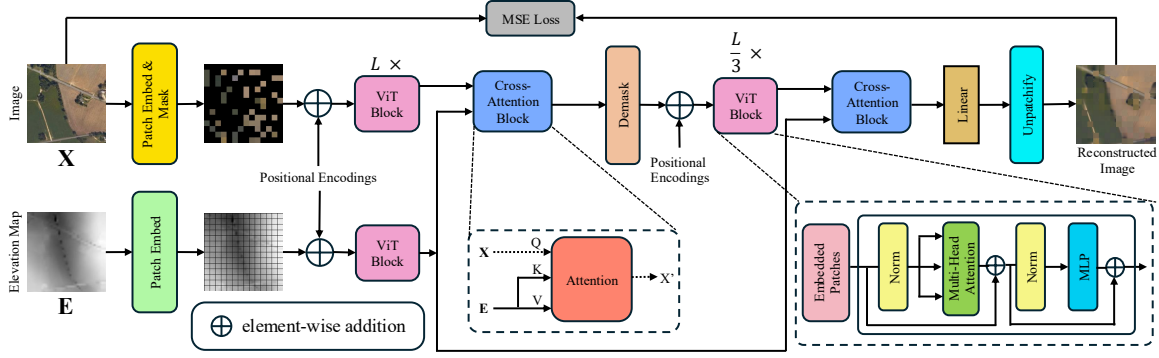 MSE Loss
Image
X
Patch Embed &
Mask
L ×
ViT
Block
Cross-
Attention
Block
Demask
Positional
Encodings
L/3 ×
ViT
Block
Cross-
Attention
Block
Linear
Unpatchify
Reconstructed
Image
Positional Encodings
Elevation Map
E
Patch Embed
ViT
Block
element-wise addition
X
Q
K
E
V
Attention
X'
Embedded
Patches
Norm
Multi-Head
Attention
Norm
MLP